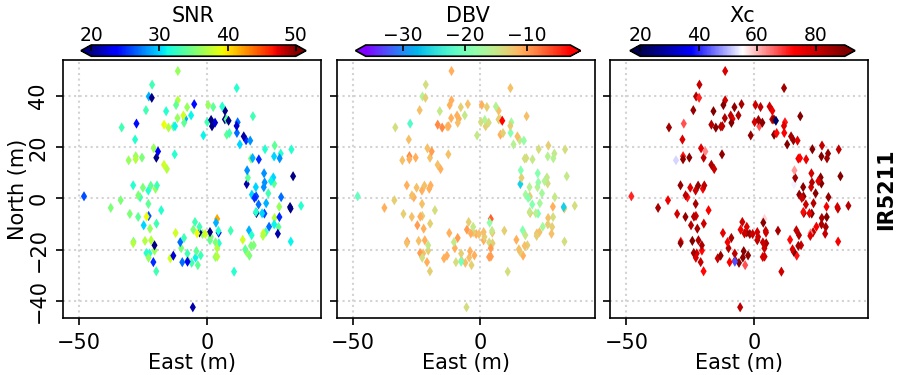 SNR
20 30 40 50
DBV
−30 −20 −10
Xc
20 40 60 80
North (m)
40
20
0
−20
−40
−50 0
East (m)
−50 0
East (m)
−50 0
East (m)
IR5211